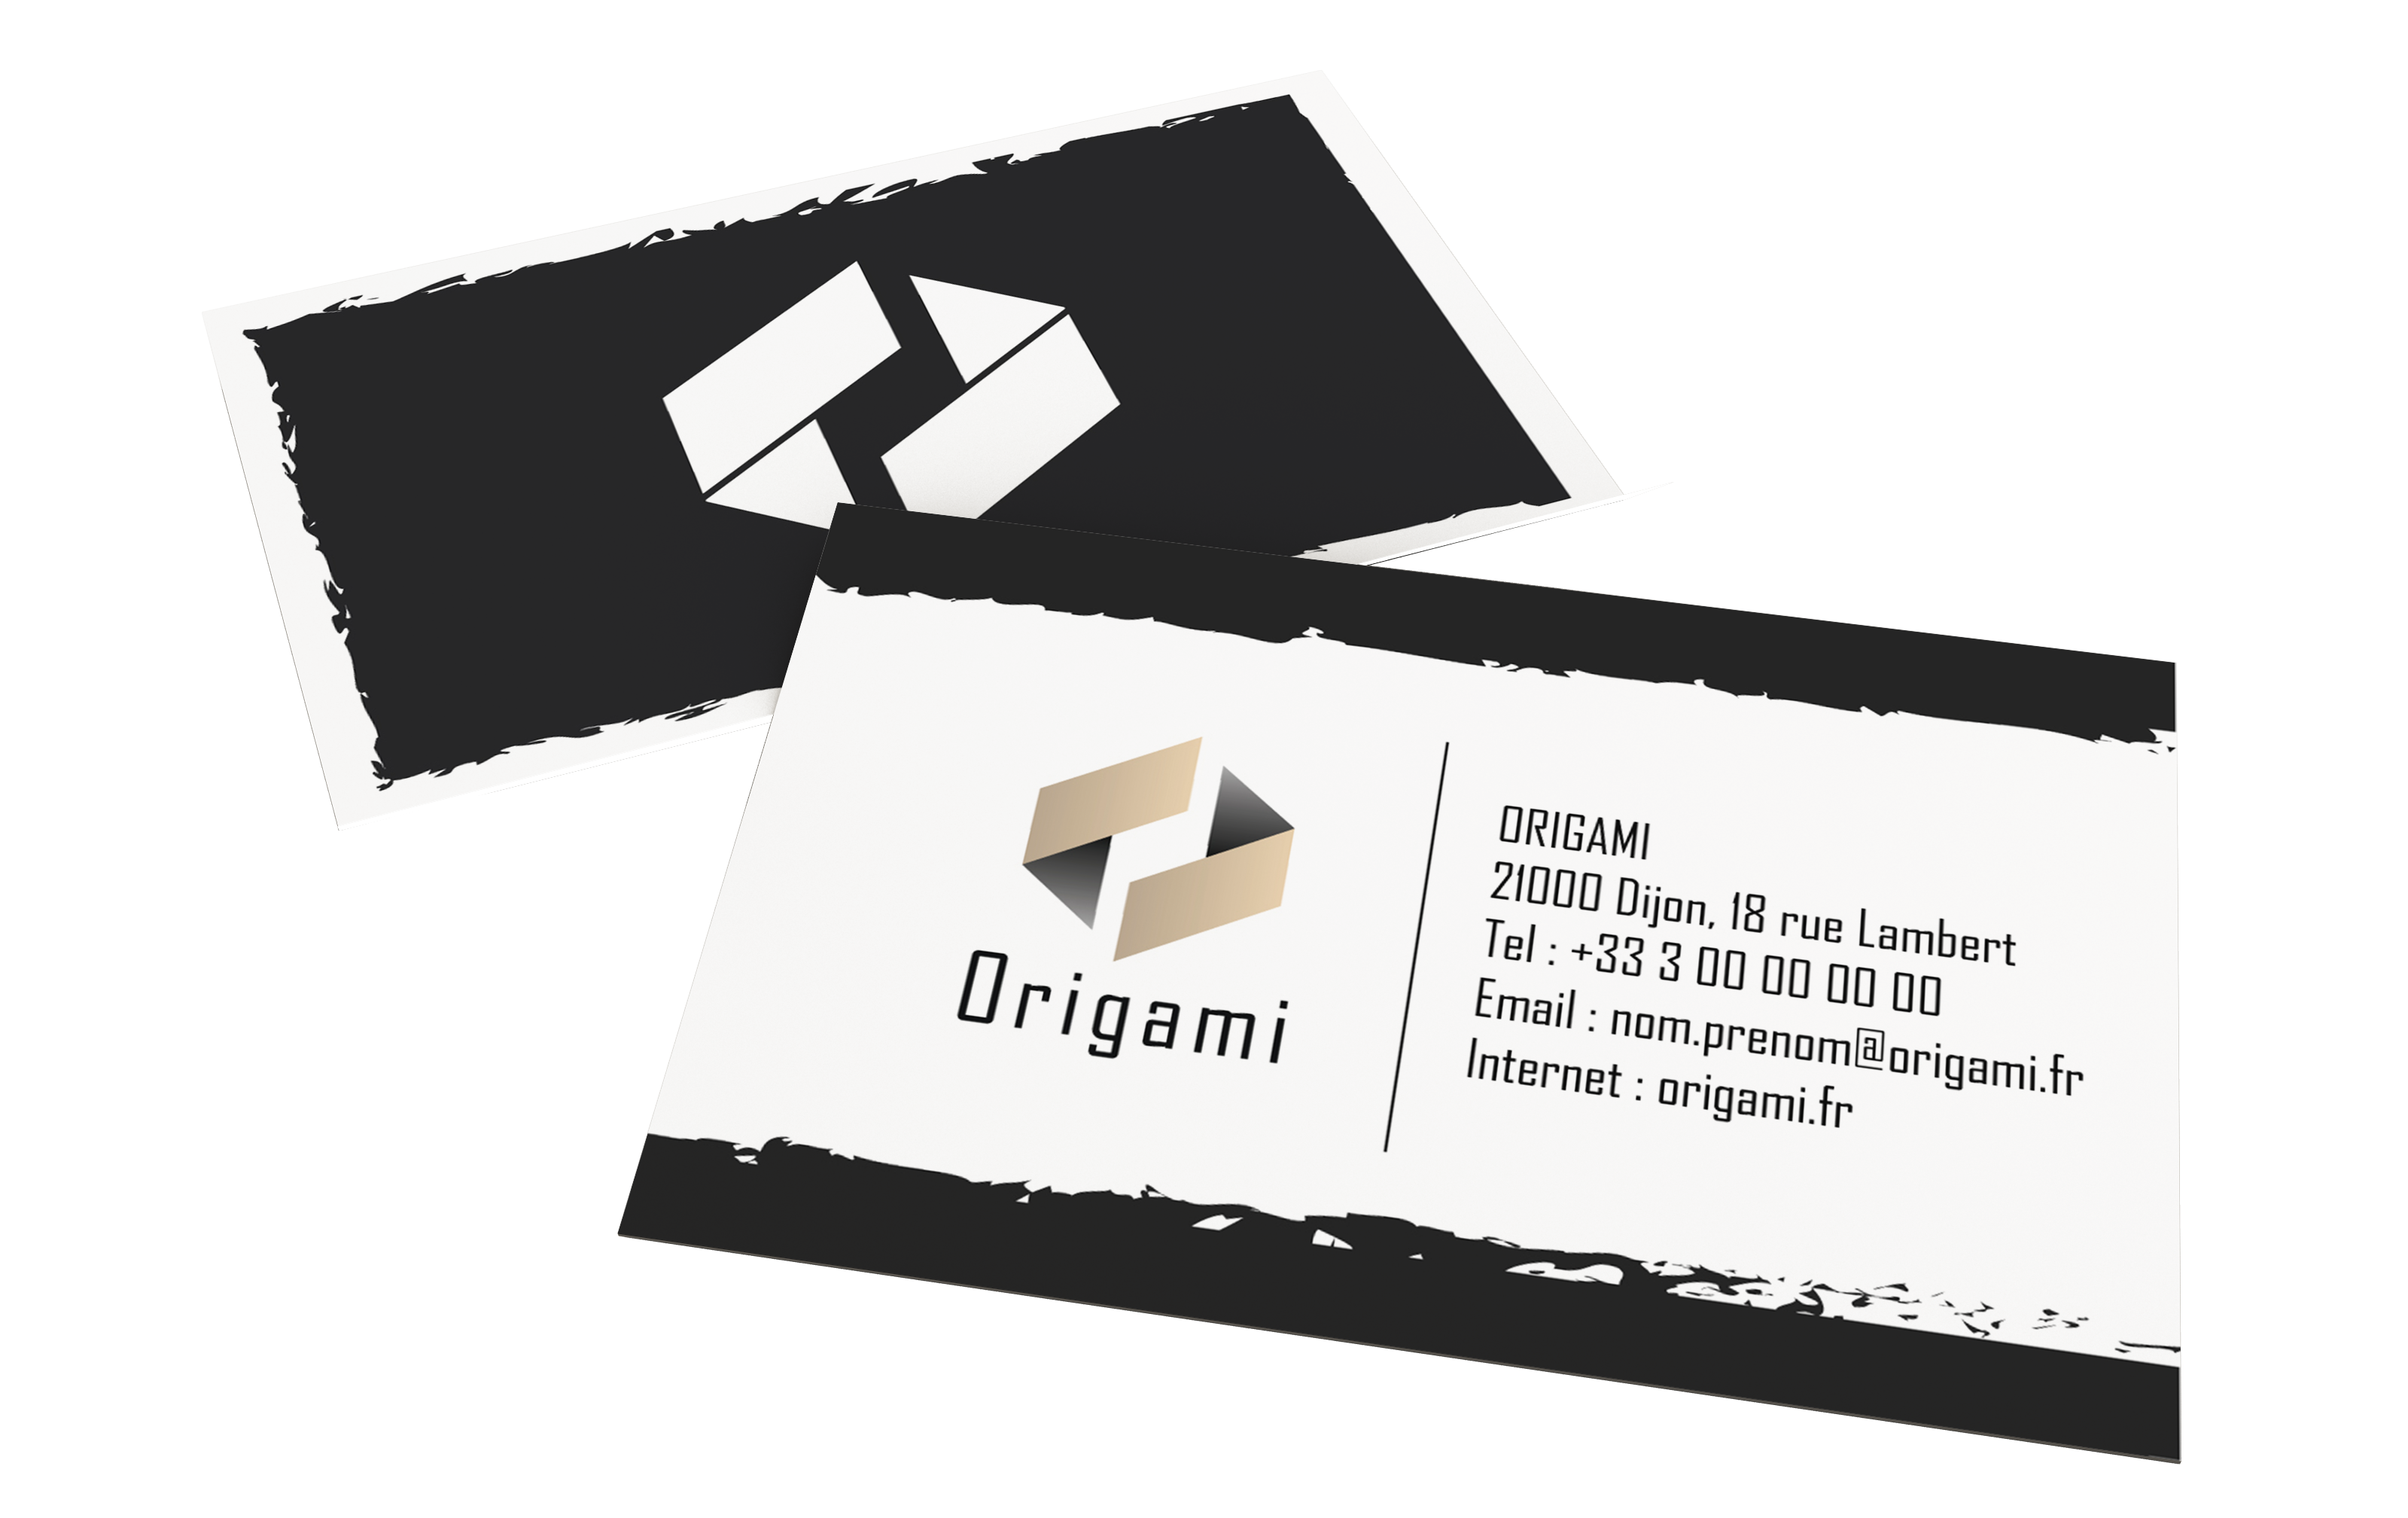 Origami
ORIGAMI
21000 Dijon, 18 rue Lambert
Tel : +33 3 00 00 00 00
Email : nom.prenom@origami.fr
Internet : origami.fr